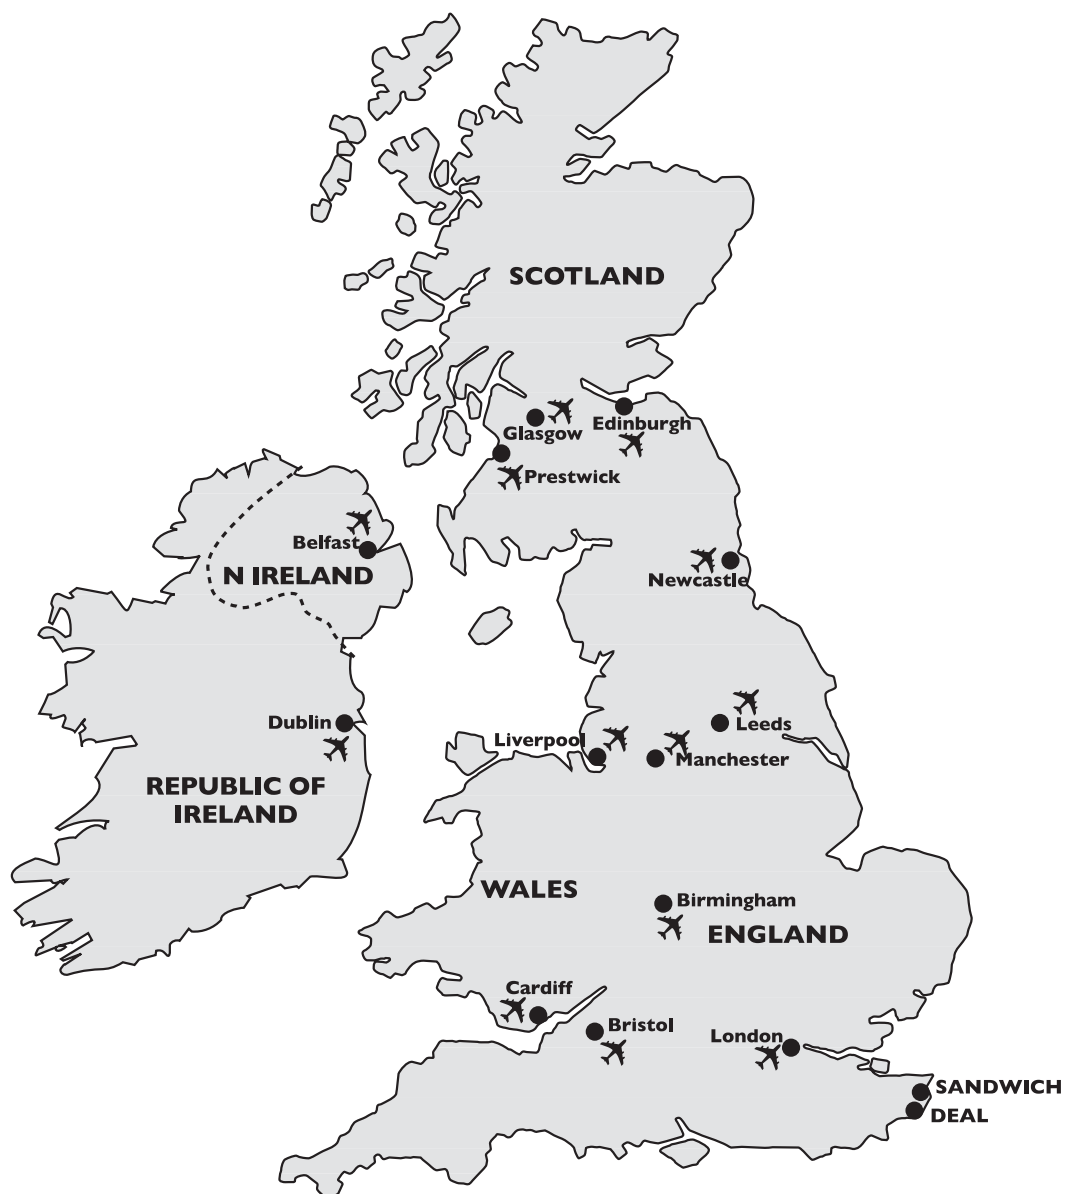 SCOTLAND
Glasgow
Edinburgh
Prestwick
Belfast
N IRELAND
Newcastle
Dublin
Leeds
Liverpool
Manchester
REPUBLIC OF
IRELAND
WALES
Birmingham
ENGLAND
Cardiff
Bristol
London
SANDWICH
DEAL